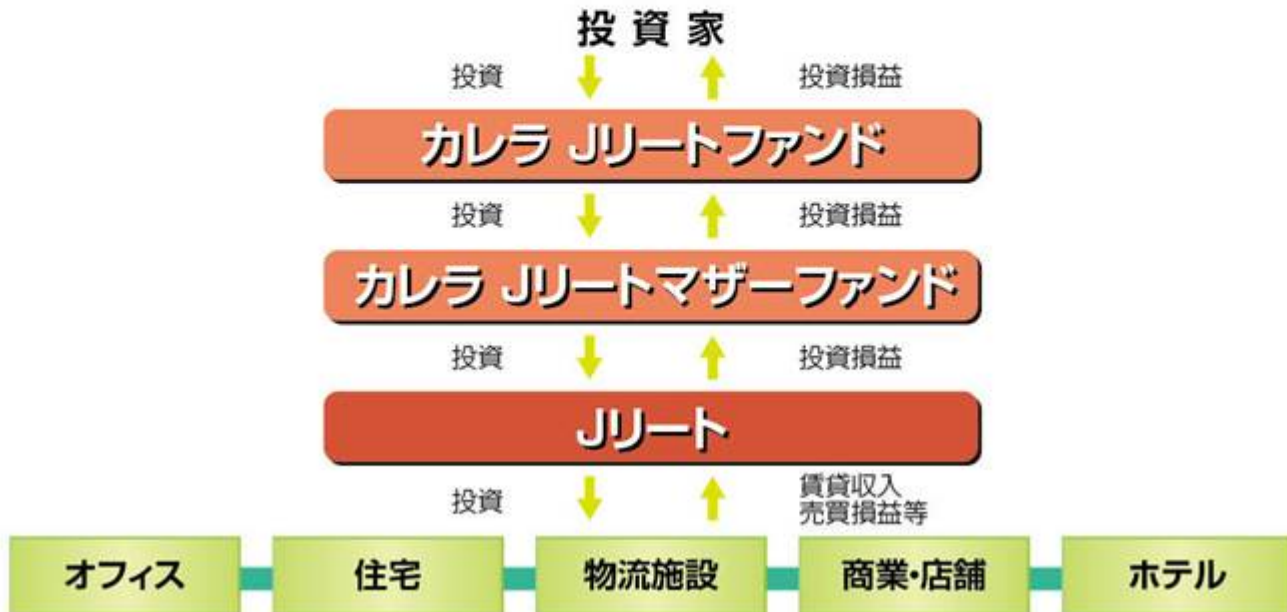 投資家
投資 投資損益
カレラ Jリートファンド
投資 投資損益
カレラ Jリートマザーファンド
投資 投資損益
Jリート
投資 賃貸収入
売買損益等
オフィス 住宅 物流施設 商業・店舗 ホテル